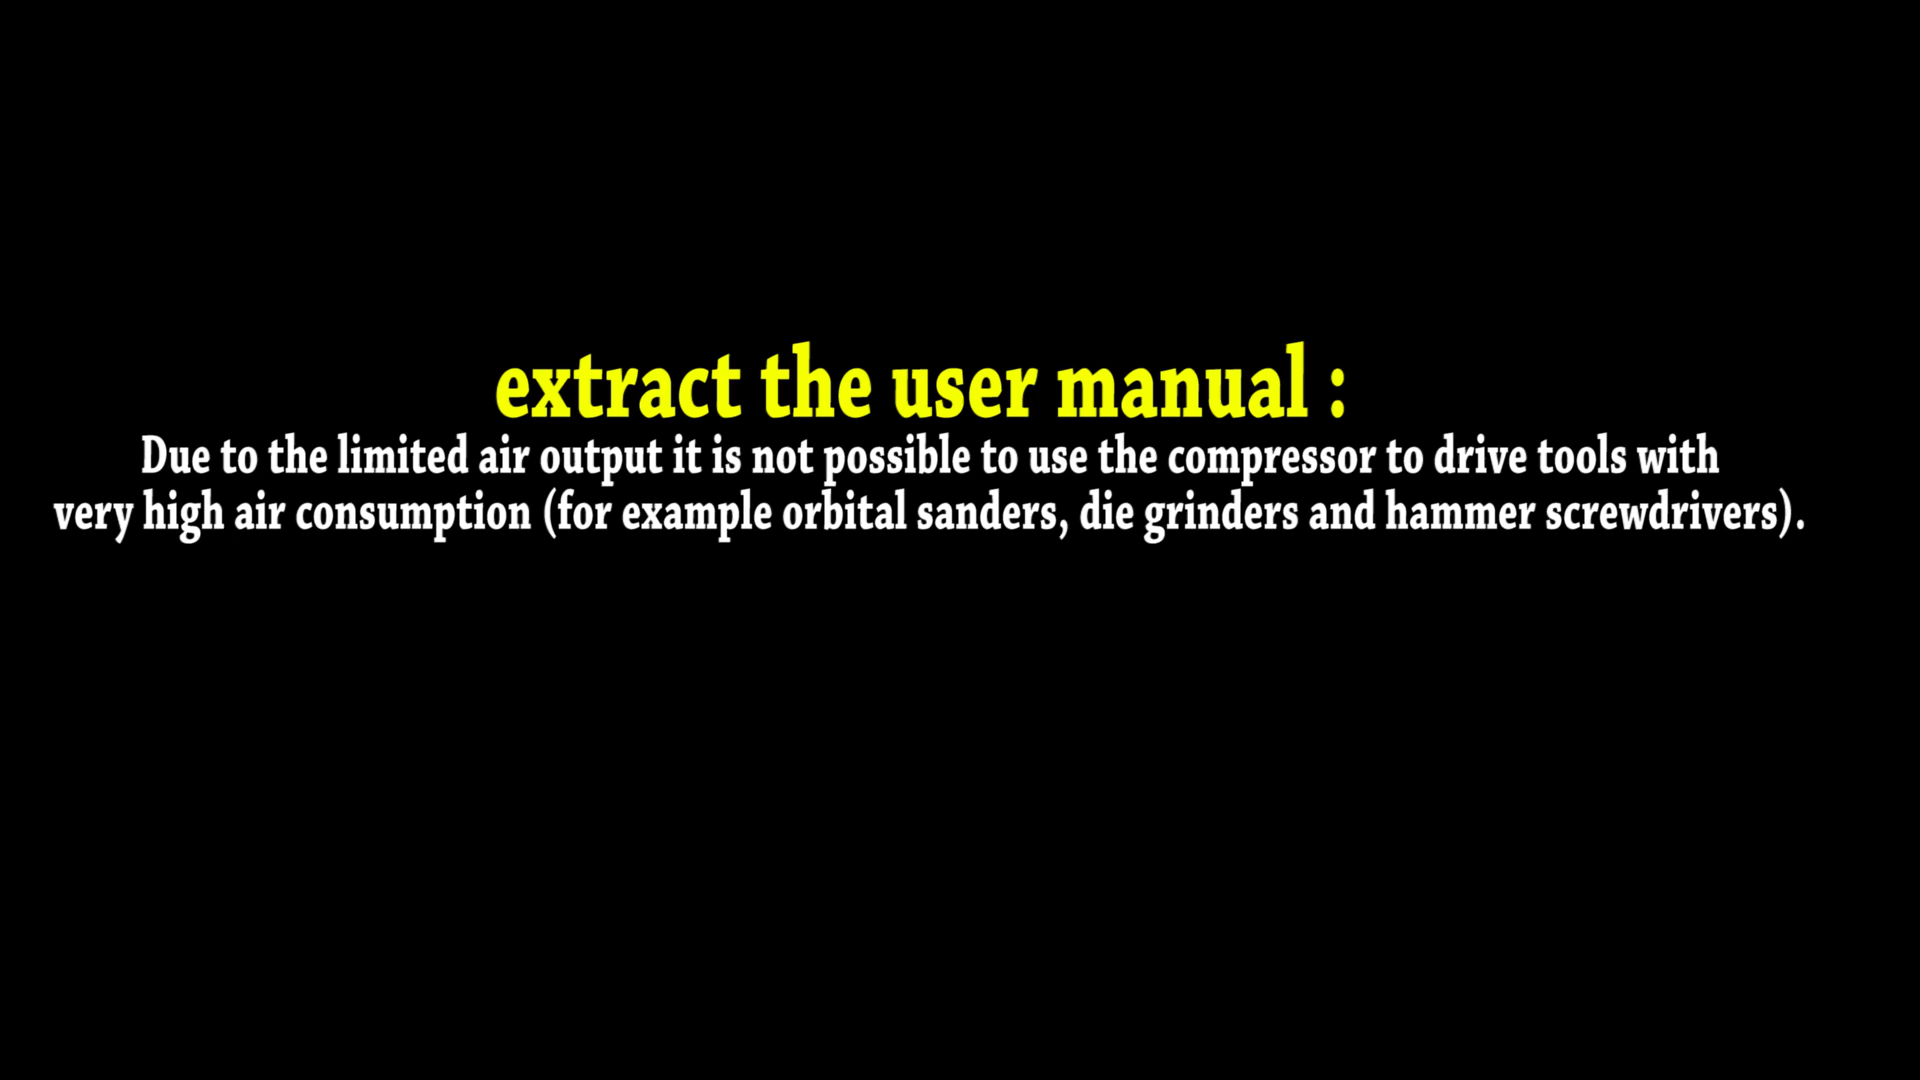 extract the user manual :
Due to the limited air output it is not possible to use the compressor to drive tools with
very high air consumption (for example orbital sanders, die grinders and hammer screwdrivers).